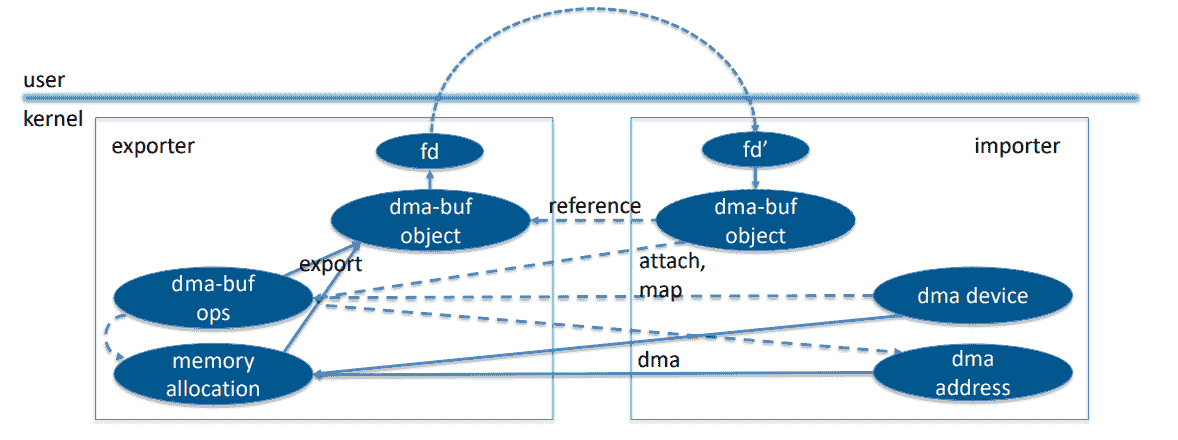 user
kernel
exporter
fd
fd’
importer
dma-buf
object
reference
dma-buf
object
export
attach,
map
dma-buf
ops
dma device
memory
allocation
dma
dma
address